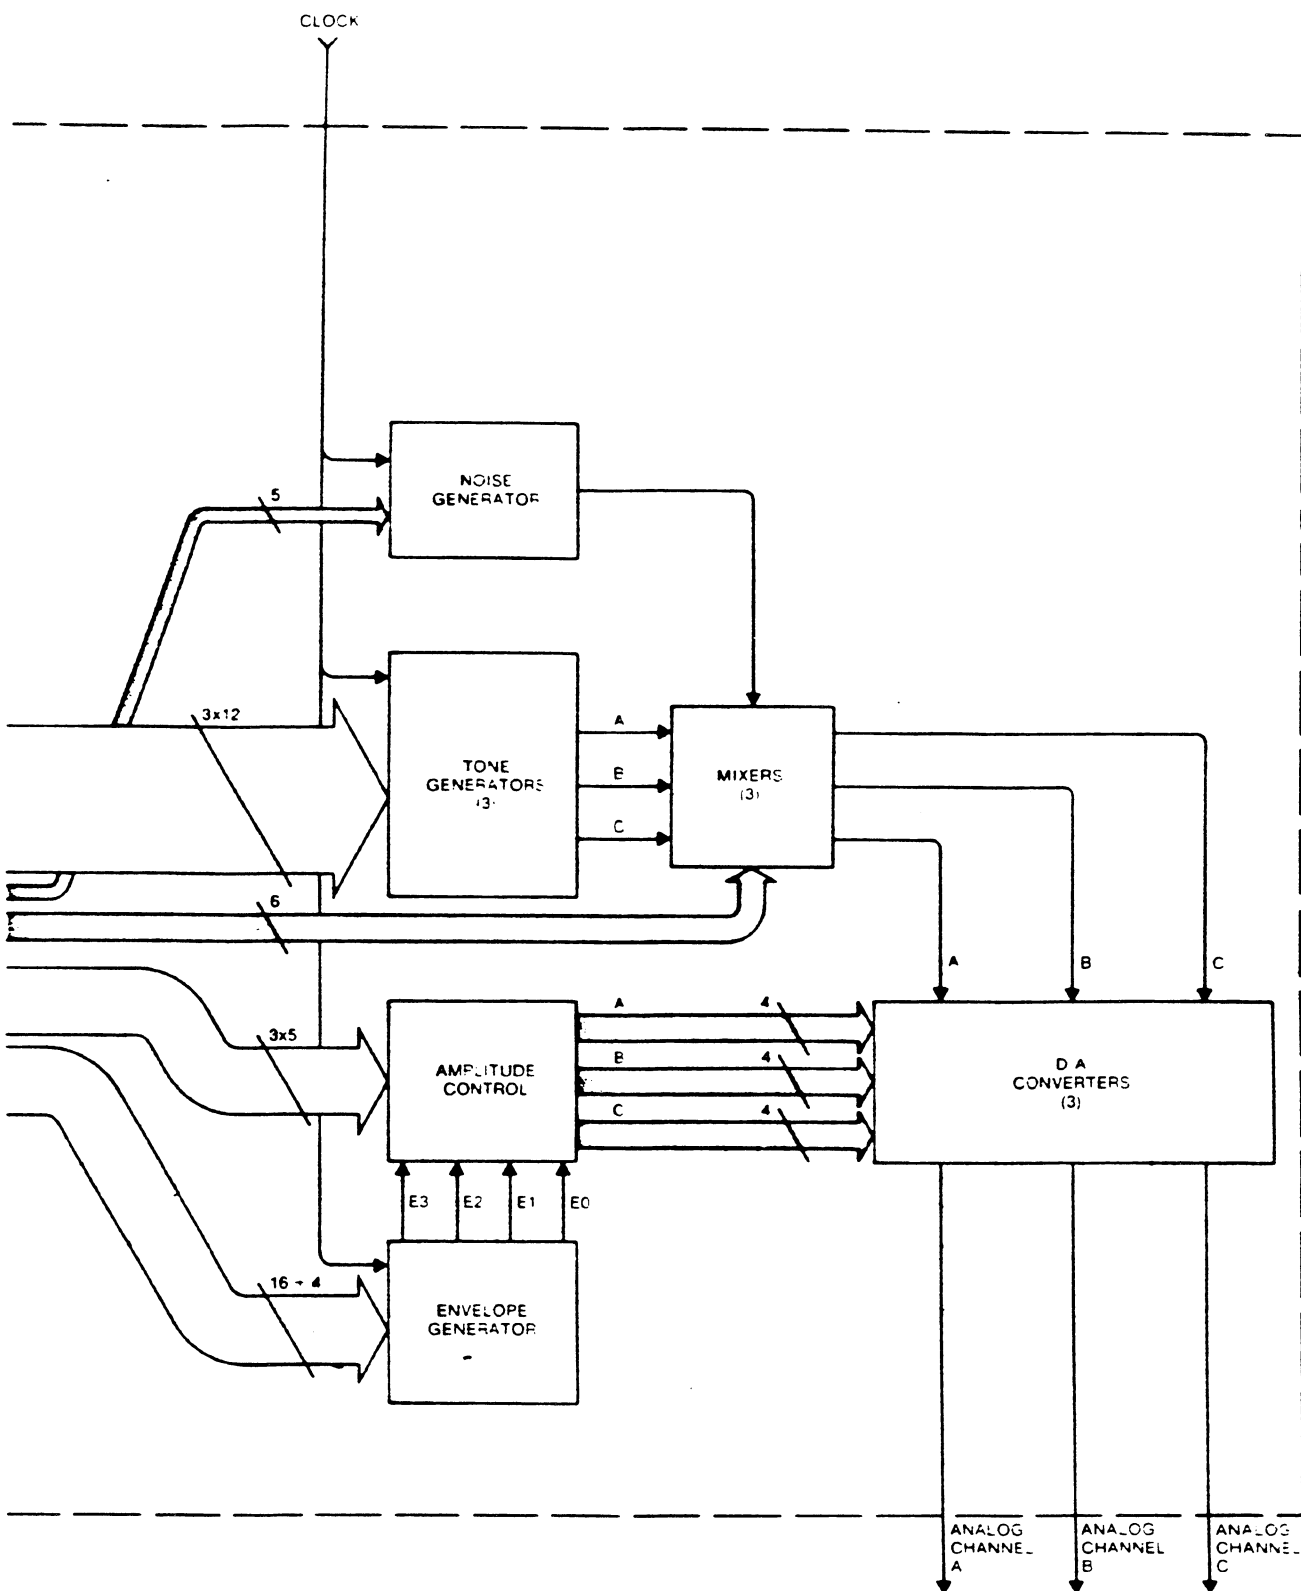 CLOCK
5
NOISE
GENERATOR
3x12
TONE
GENERATORS
(3)
A
B
C
MIXERS
(3)
6
A
B
C
3x5
AMPLITUDE
CONTROL
A
4
B
4
C
4
D A
CONVERTERS
(3)
E3
E2
E1
E0
16 + 4
ENVELOPE
GENERATOR
ANALOG
CHANNEL
A
ANALOG
CHANNEL
B
ANALOG
CHANNEL
C